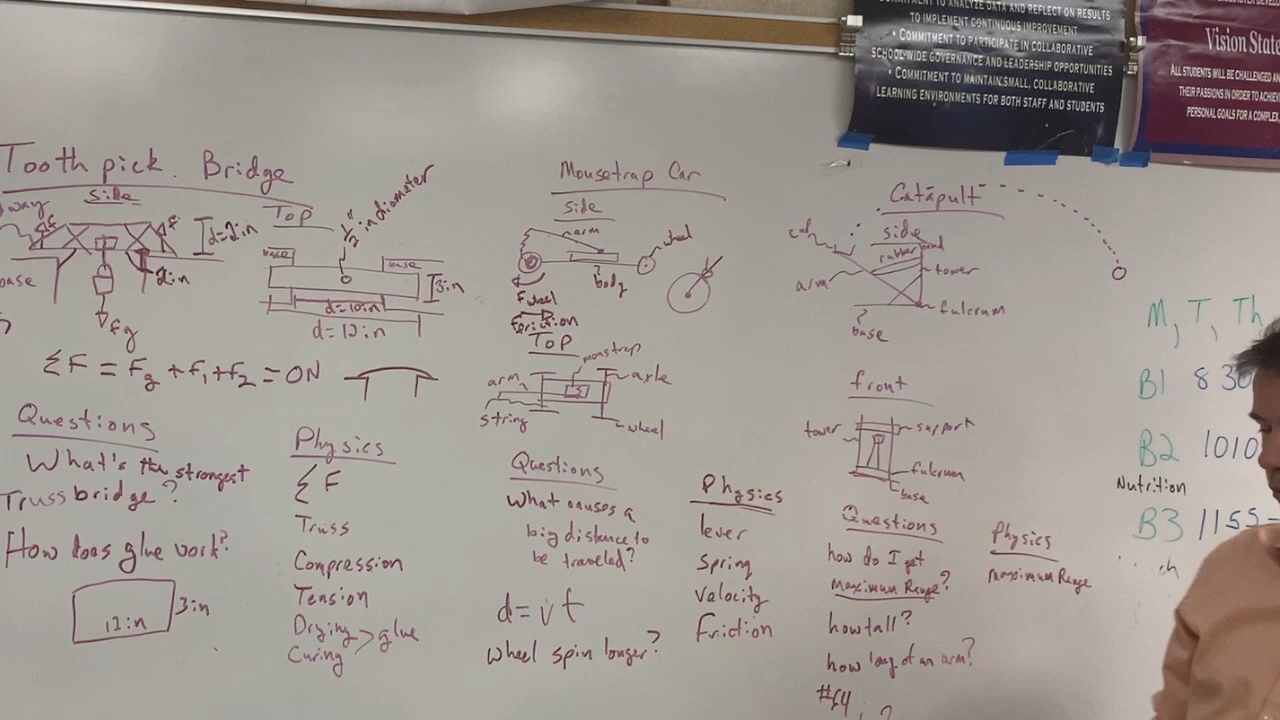 COMMITMENT TO ANALYZE DATA AND REFLECT ON RESULTS
TO IMPLEMENT CONTINUOUS IMPROVEMENT
• COMMITMENT TO PARTICIPATE IN COLLABORATIVE
SCHOOL-WIDE GOVERNANCE AND LEADERSHIP OPPORTUNITIES
• COMMITMENT TO MAINTAIN SMALL, COLLABORATIVE
LEARNING ENVIRONMENTS FOR BOTH STAFF AND STUDENTS
Vision State
ALL STUDENTS WILL BE CHALLENGED AN
THEIR PASSIONS IN ORDER TO ACHIEV
PERSONAL GOALS FOR A COMPLEX,
Toothpick Bridge
side
way
d=2in
base
2in
Fg
Top
1/2" in diameter
base
base
3in
d=10in
d=12in
ΣF = Fg + f1 + f2 = 0N
Questions
What's the strongest
Truss bridge?
How does glue work?
12in
3in
Physics
ΣF
Truss
Compression
Tension
Drying
Curing
> glue
Mousetrap Car
side
arm
wheel
body
Fwheel
Friction
TOP
mousetrap
arm
axle
string
wheel
Questions
What causes a
big distance to
be traveled?
d = vt
wheel spin longer?
Physics
lever
Spring
Velocity
friction
Catapult
side
rubber band
tower
arm
fulcrum
base
front
tower
support
fulcrum
base
Questions
how do I get
maximum Range?
how tall?
how long of an arm?
#64
?
Physics
maximum Range
M, T, Th
B1 830
B2 1010
Nutrition
B3 1155-
ch